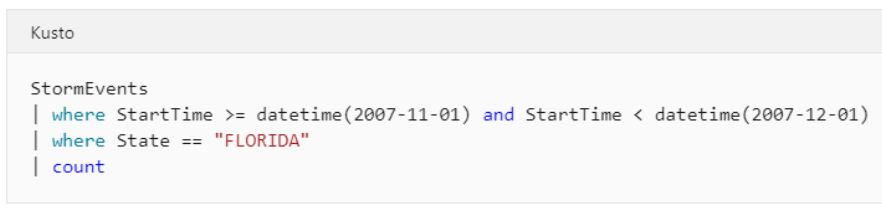 Kusto
StormEvents
| where StartTime >= datetime(2007-11-01) and StartTime < datetime(2007-12-01)
| where State == "FLORIDA"
| count